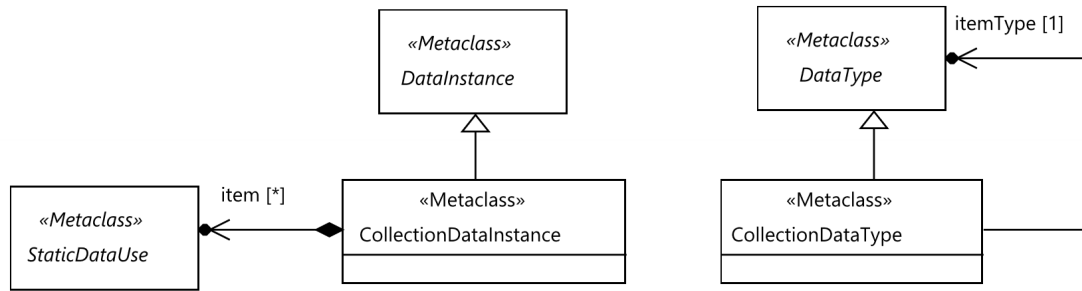 «Metaclass»
DataInstance
«Metaclass»
DataType
itemType [1]
«Metaclass»
StaticDataUse
item [*]
«Metaclass»
CollectionDataInstance
«Metaclass»
CollectionDataType